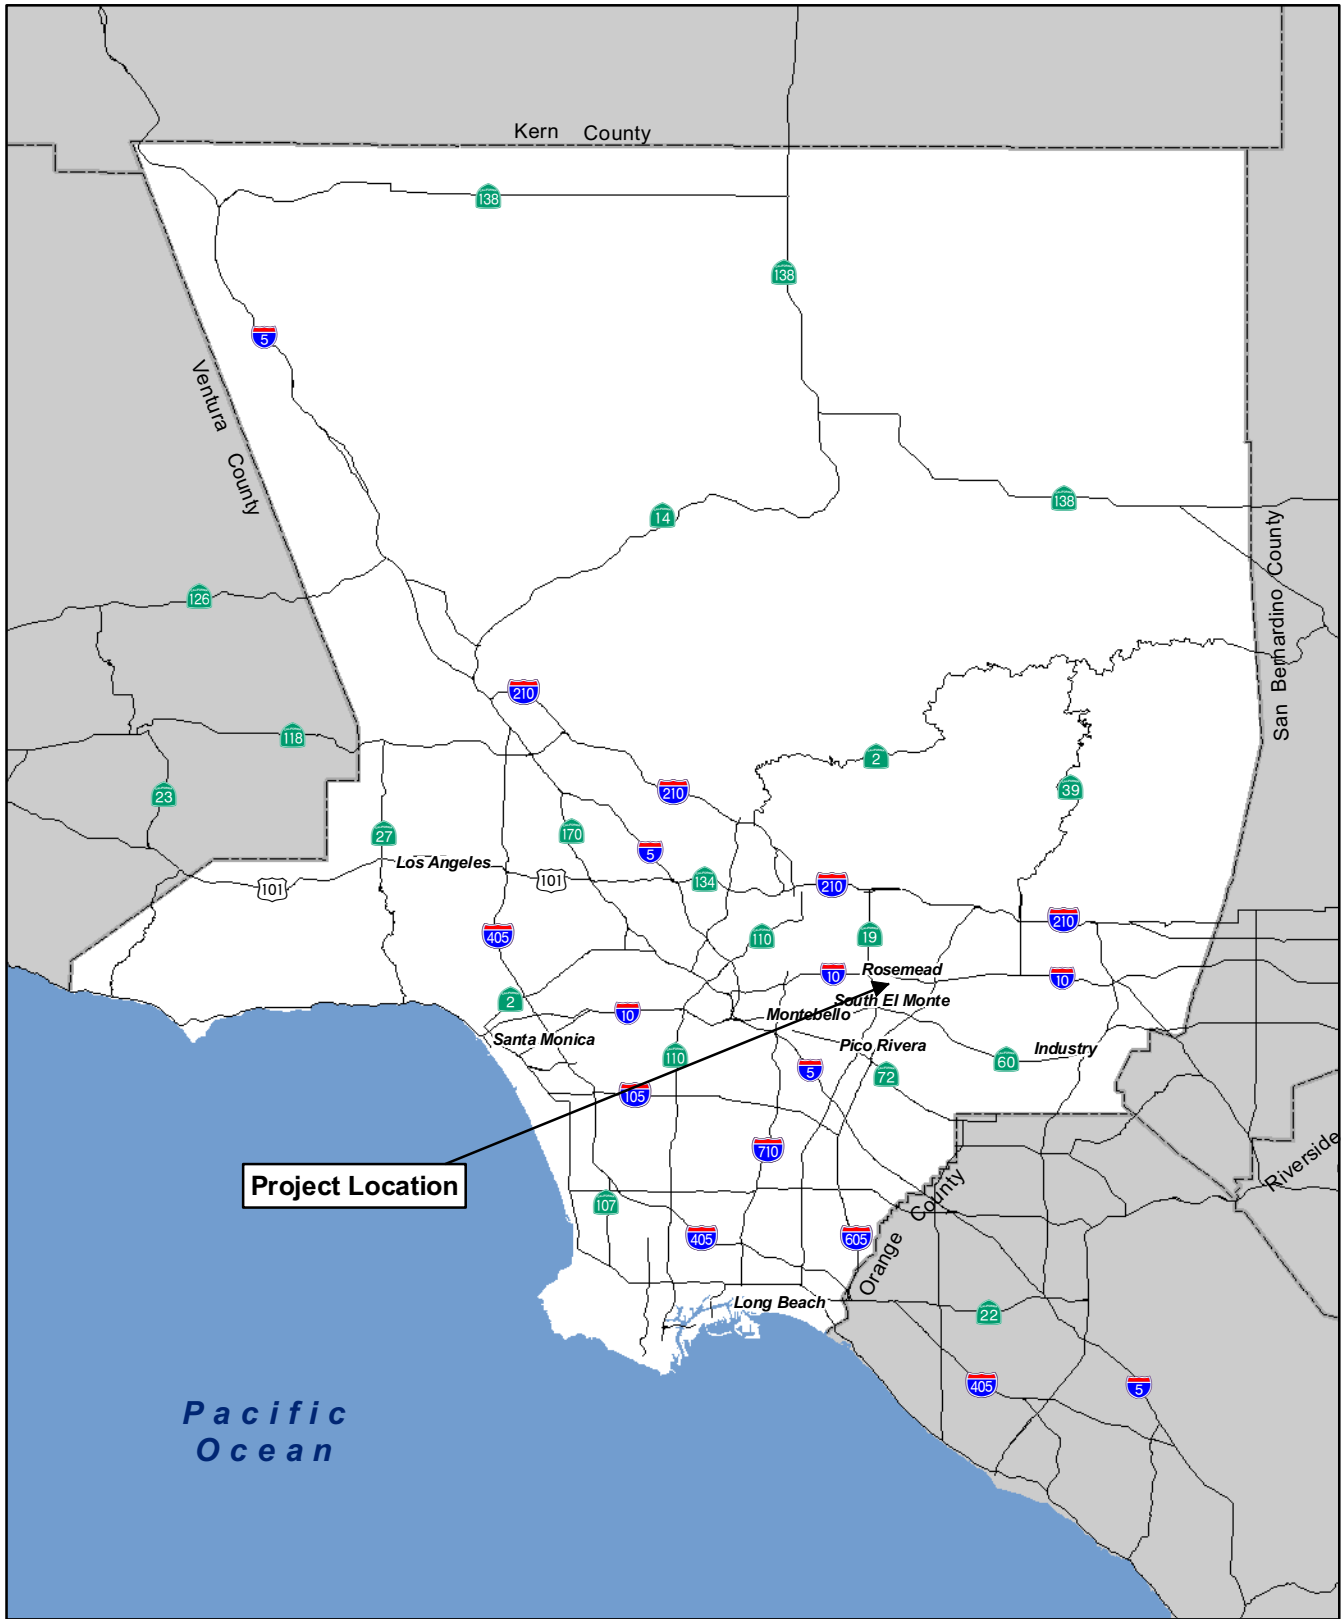 Kern County
138
138
5
Ventura County
14
138
126
San Bernardino County
210
118
2
23
210
39
27
170
5
Los Angeles
101
101
134
210
210
405
110
19
10
Rosemead
10
2
South El Monte
10
Montebello
Santa Monica
110
Pico Rivera
Industry
60
5
72
105
710
Project Location
Riverside
107
Orange County
405
605
Long Beach
22
405
5
Pacific
Ocean